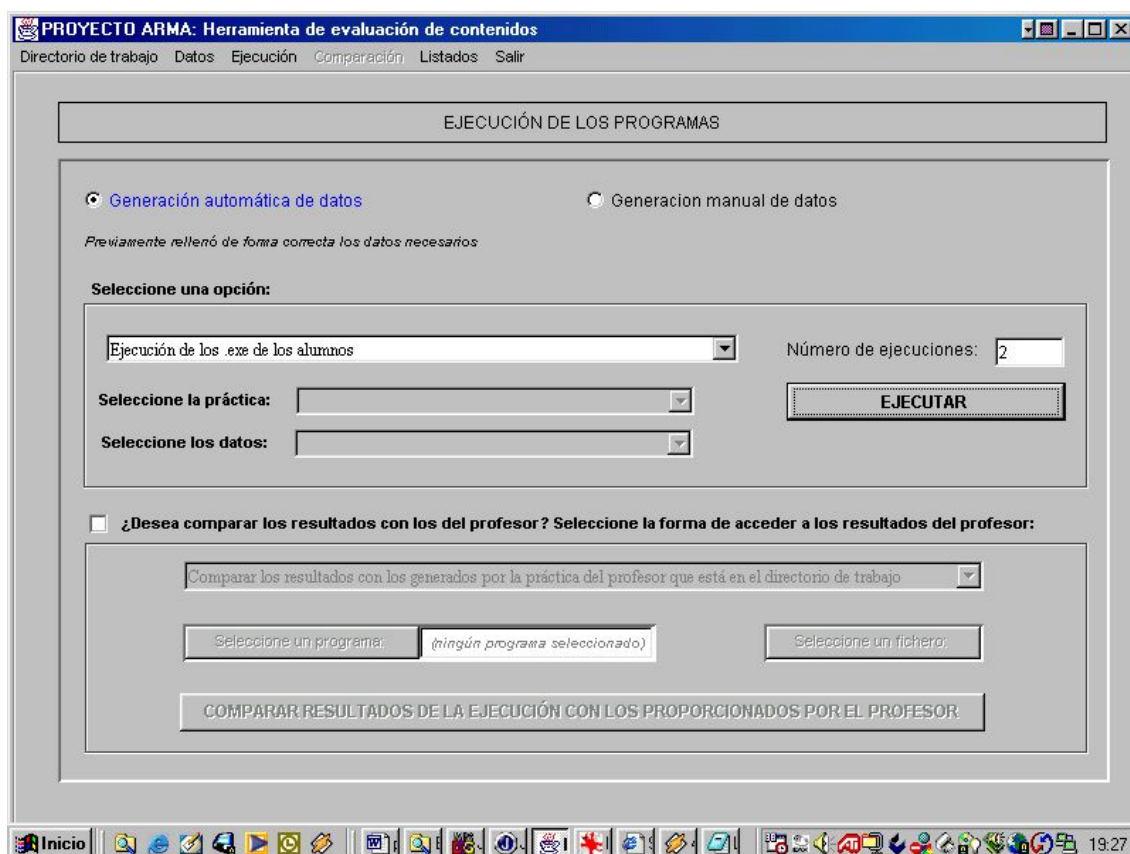 PROYECTO ARMA: Herramienta de evaluación de contenidos
Directorio de trabajo Datos Ejecución Comparación Listados Salir
EJECUCIÓN DE LOS PROGRAMAS
Generación automática de datos Generacion manual de datos
Previamente rellenó de forma correcta los datos necesarios
Seleccione una opción:
Ejecución de los .exe de los alumnos Número de ejecuciones: 2
Seleccione la práctica: EJECUTAR
Seleccione los datos:
¿Desea comparar los resultados con los del profesor? Seleccione la forma de acceder a los resultados del profesor:
Comparar los resultados con los generados por la práctica del profesor que está en el directorio de trabajo
Seleccione un programa: (ningún programa seleccionado) Seleccione un fichero:
COMPARAR RESULTADOS DE LA EJECUCIÓN CON LOS PROPORCIONADOS POR EL PROFESOR
Inicio 19:27